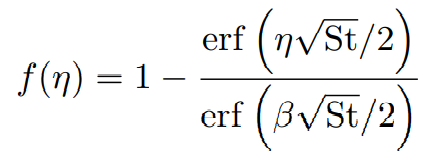 f(η) = 1 − erf(η√St/2) / erf(β√St/2)